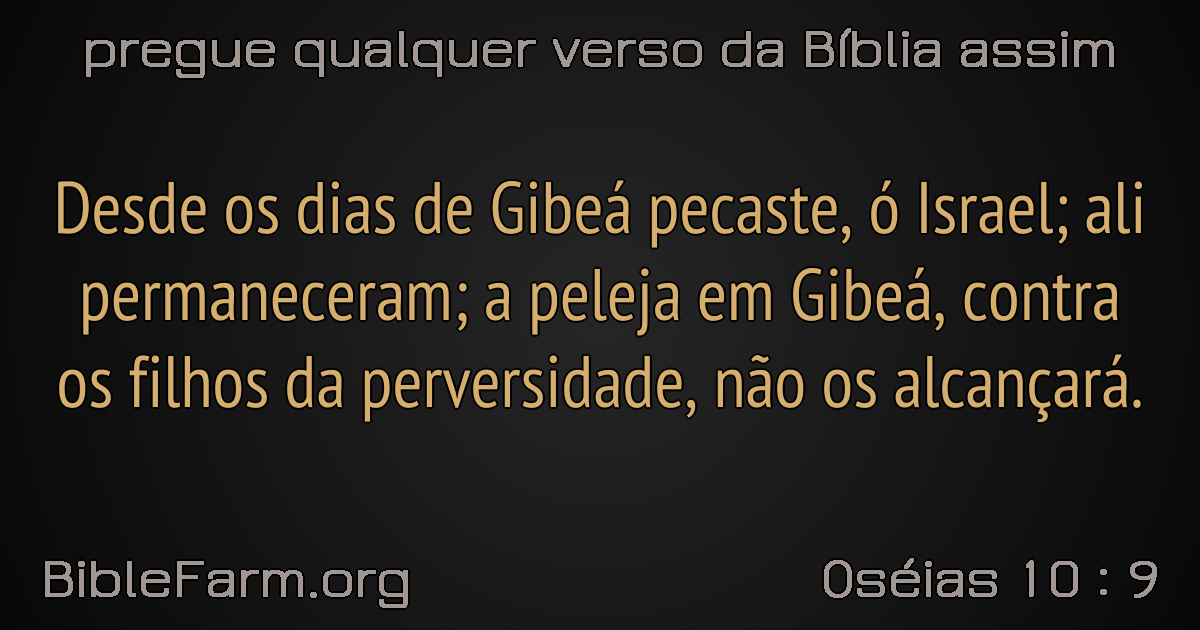 pregue qualquer verso da Bíblia assim
Desde os dias de Gibeá pecaste, ó Israel; ali
permaneceram; a peleja em Gibeá, contra
os filhos da perversidade, não os alcançará.
BibleFarm.org
Oséias 10 : 9